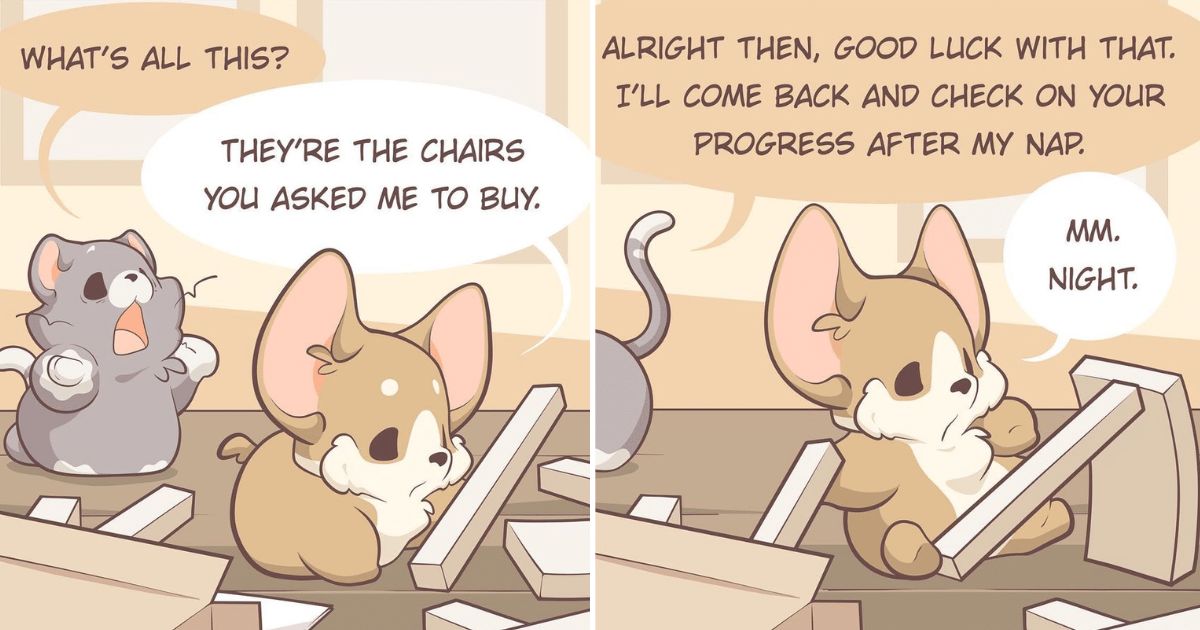 WHAT'S ALL THIS?
THEY'RE THE CHAIRS
YOU ASKED ME TO BUY.
ALRIGHT THEN, GOOD LUCK WITH THAT.
I'LL COME BACK AND CHECK ON YOUR
PROGRESS AFTER MY NAP.
MM.
NIGHT.